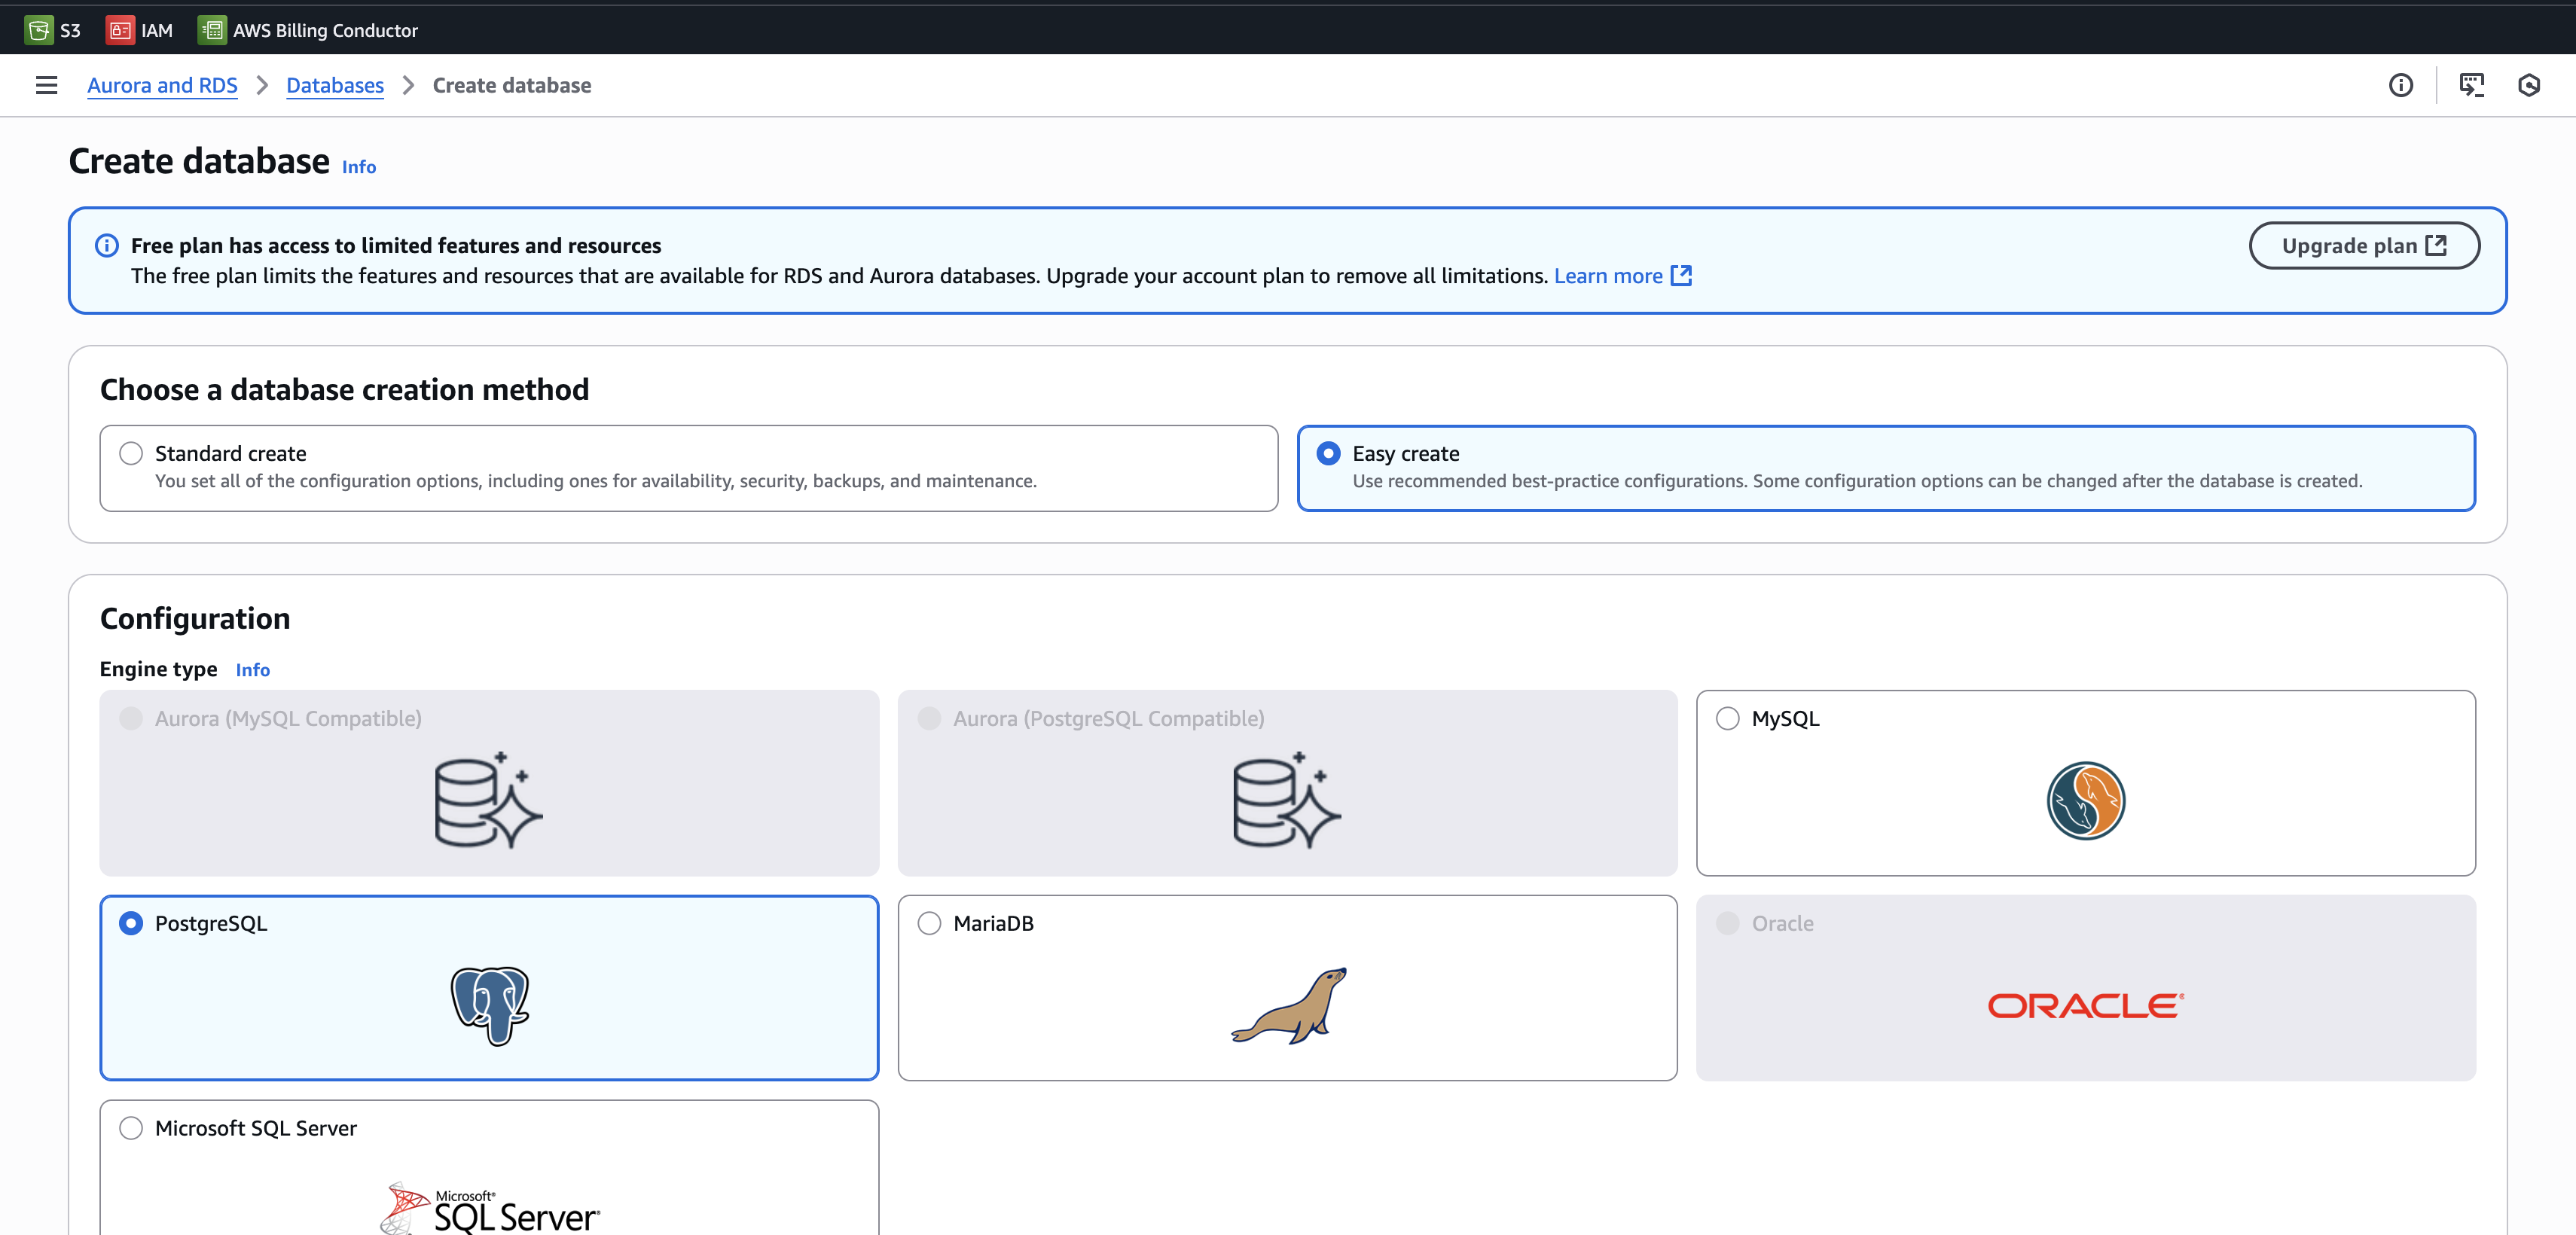 S3 IAM AWS Billing Conductor
Aurora and RDS Databases Create database
Create database Info
Free plan has access to limited features and resources
Upgrade plan
The free plan limits the features and resources that are available for RDS and Aurora databases. Upgrade your account plan to remove all limitations. Learn more
Choose a database creation method
Standard create
You set all of the configuration options, including ones for availability, security, backups, and maintenance.
Easy create
Use recommended best-practice configurations. Some configuration options can be changed after the database is created.
Configuration
Engine type Info
Aurora (MySQL Compatible)
Aurora (PostgreSQL Compatible)
MySQL
PostgreSQL
MariaDB
Oracle
ORACLE®
Microsoft SQL Server
Microsoft®
SQL Server®